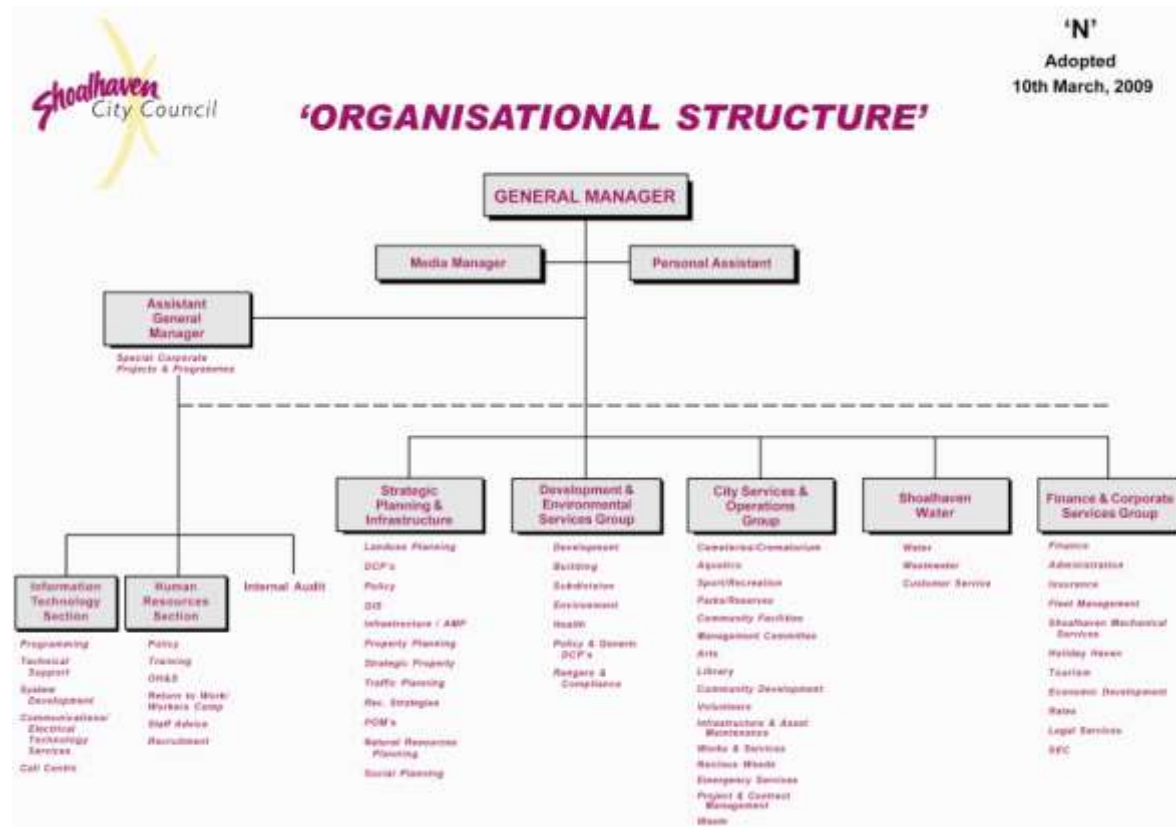 'N'
Adopted
10th March, 2009
Shoalhaven
City Council
'ORGANISATIONAL STRUCTURE'
GENERAL MANAGER
Media Manager
Personal Assistant
Assistant
General
Manager
Special Corporate
Projects & Programmes
Information
Technology
Section
Programming
Technical
Support
System
Development
Communications/
Electrical
Technology
Services
Call Centre
Human
Resources
Section
Policy
Training
OH&S
Return to Work/
Workers Comp
Staff Advice
Recruitment
Internal Audit
Strategic
Planning &
Infrastructure
Landuse Planning
DCP's
Policy
GIS
Infrastructure / AMP
Property Planning
Strategic Property
Traffic Planning
Rec. Strategies
POM's
Natural Resources
Planning
Social Planning
Development &
Environmental
Services Group
Development
Building
Subdivision
Environment
Health
Policy & Generic
DCP's
Rangers &
Compliance
City Services &
Operations
Group
Cemeteries/Crematorium
Aquatics
Sport/Recreation
Parks/Reserves
Community Facilities
Management Committee
Arts
Library
Community Development
Volunteers
Infrastructure & Asset
Maintenance
Works & Services
Noxious Weeds
Emergency Services
Project & Contract
Management
Waste
Shoalhaven
Water
Water
Wastewater
Customer Service
Finance & Corporate
Services Group
Finance
Administration
Insurance
Fleet Management
Shoalhaven Mechanical
Services
Holiday Haven
Tourism
Economic Development
Rates
Legal Services